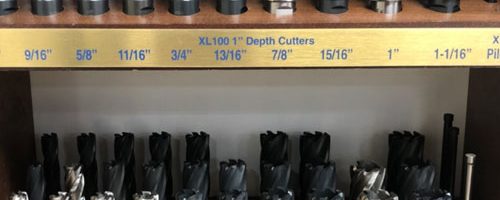 XL100 1” Depth Cutters
9/16” 5/8” 11/16” 3/4” 13/16” 7/8” 15/16” 1” 1-1/16”